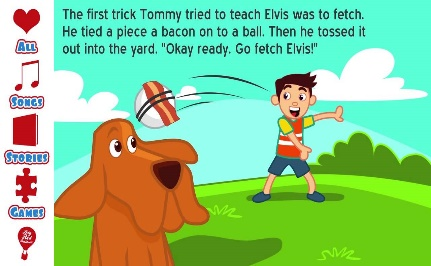 The first trick Tommy tried to teach Elvis was to fetch.
He tied a piece a bacon on to a ball. Then he tossed it
out into the yard. "Okay ready. Go fetch Elvis!"
All
Songs
Stories
Games